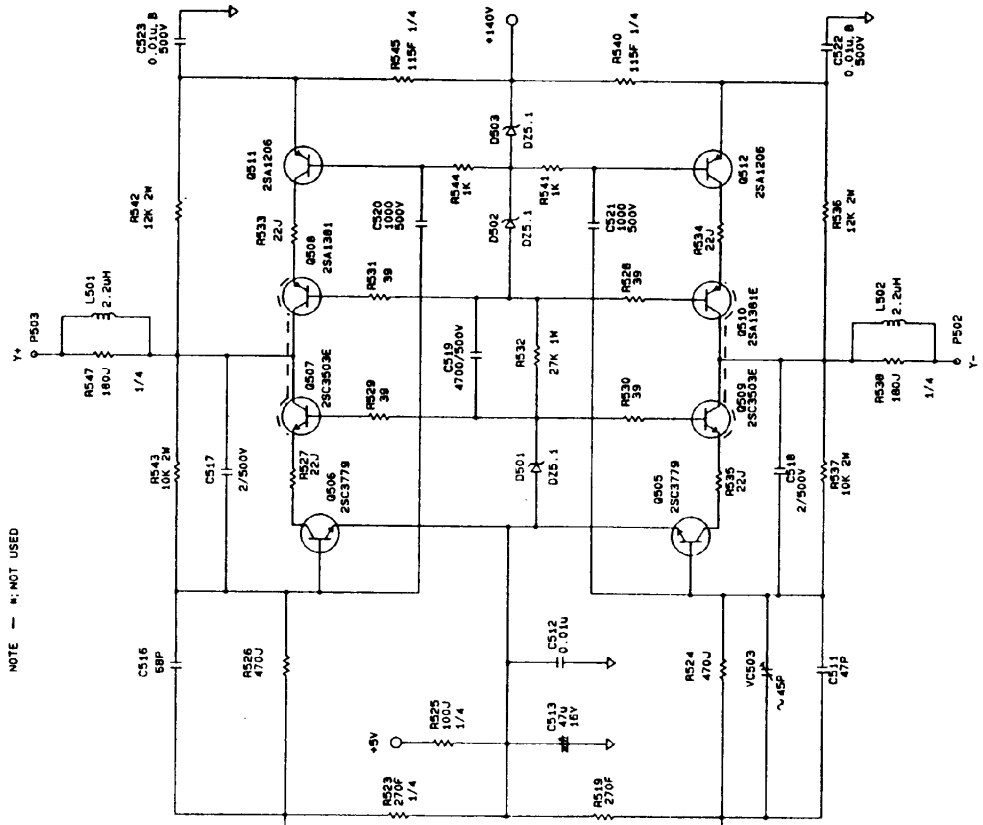 NOTE - *;NOT USED
C523
0.01u,B
500V
R545
115F 1/4
+140V
R540
115F 1/4
C522
0.01u,B
500V
Q511
2SA1206
R544
1K
D503
DZ5.1
R541
1K
Q512
2SA1206
R542
12K 2W
R533
22J
C520
1000
500V
D502
DZ5.1
C521
1000
500V
R534
22J
R536
12K 2W
Q508
2SA1381
R531
39
R528
39
Q510
2SA1381E
Y+
P503
L501
2.2uH
R547
180J
1/4
C519
4700/500V
R532
27K 1W
L502
2.2uH
R538
180J
1/4
P502
Y-
Q507
2SC3503E
R529
39
R530
39
Q509
2SC3503E
R543
10K 2W
C517
2/500V
R527
22J
D501
DZ5.1
R535
22J
C518
2/500V
R537
10K 2W
Q506
2SC3779
Q505
2SC3779
C516
68P
R526
470J
C512
0.01u
R524
470J
VC503
~45P
C511
47P
+5V
R525
100J
1/4
C513
47u
16V
R523
270F
1/4
R519
270F